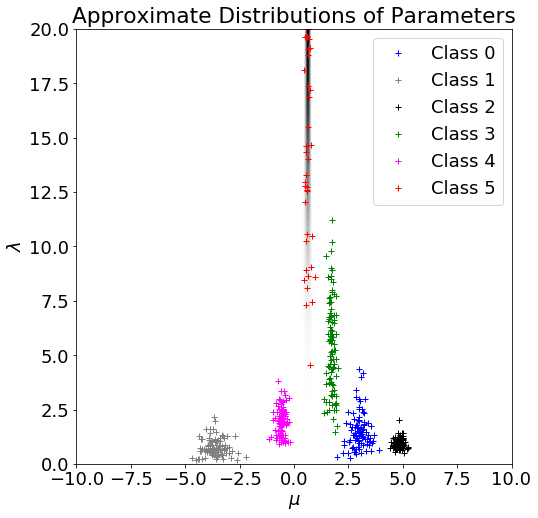 Approximate Distributions of Parameters
20.0
17.5
15.0
12.5
10.0
7.5
5.0
2.5
0.0
λ
−10.0 −7.5 −5.0 −2.5 0.0 2.5 5.0 7.5 10.0
μ
Class 0
Class 1
Class 2
Class 3
Class 4
Class 5